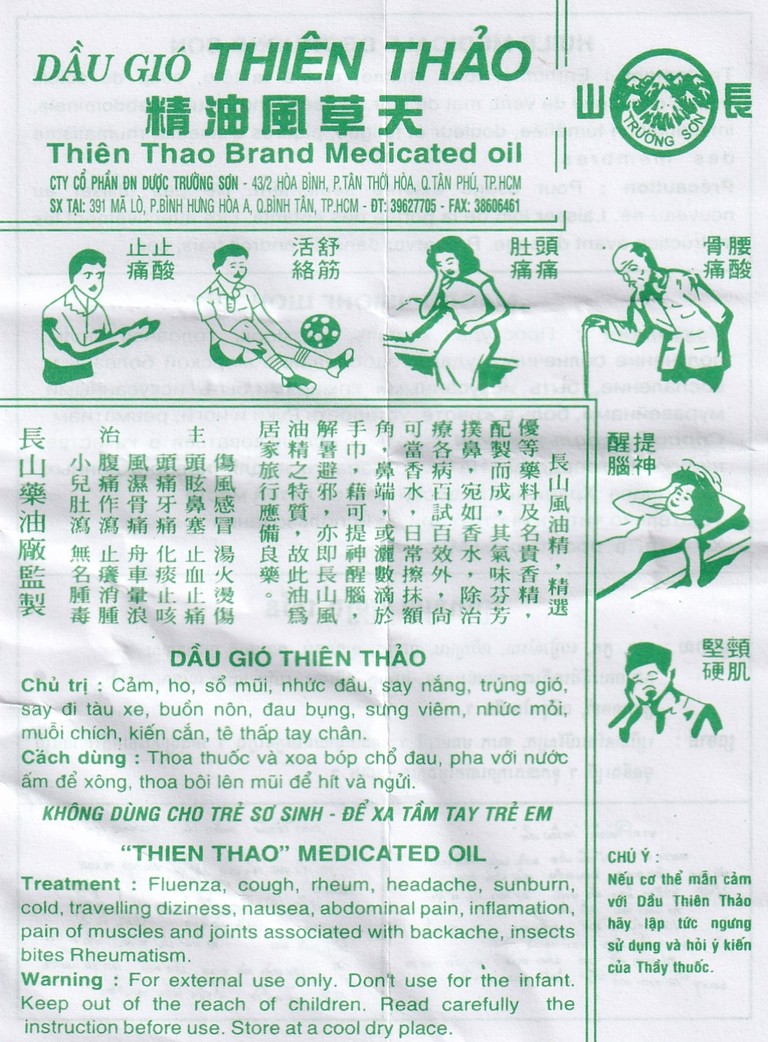 DẦU GIÓ THIÊN THẢO
天草風油精
Thiên Thao Brand Medicated oil
CTY CỔ PHẦN ĐN DƯỢC TRƯỜNG SƠN - 43/2 HÒA BÌNH, P.TÂN THỚI HÒA, Q.TÂN PHÚ, TP.HCM
SX TẠI: 391 MÃ LÒ, P.BÌNH HƯNG HÒA A, Q.BÌNH TÂN, TP.HCM - ĐT: 39627705 - FAX: 38606461
長山
TRƯỜNG SƠN
止酸
止痛
舒筋
活絡
頭痛
肚痛
腰酸
骨痛
提神
醒腦
頸肌
堅硬
長山風油精，精選
優等藥料及名貴香精，
配製而成，其氣味芬芳
撲鼻，宛如香水，除治
療各病百試百效外，尙
可當香水，日常擦抹額
角，鼻端，或灑數滴於
手巾，藉可提神醒腦，
解暑避邪，亦即長山風
油精之特質，故此油爲
居家旅行應備良藥。
主治
傷風感冒 湯火燙傷
頭眩鼻塞 止血止痛
頭痛牙痛 化痰止咳
風濕骨痛 舟車暈浪
腹痛作瀉 止癢消腫
小兒肚瀉 無名腫毒
長山藥油廠監製
DẦU GIÓ THIÊN THẢO
Chủ trị : Cảm, ho, sổ mũi, nhức đầu, say nắng, trúng gió,
say đi tàu xe, buồn nôn, đau bụng, sưng viêm, nhức mỏi,
muỗi chích, kiến cắn, tê thấp tay chân.
Cách dùng : Thoa thuốc và xoa bóp chổ đau, pha với nước
ấm để xông, thoa bôi lên mũi để hít và ngửi.
KHÔNG DÙNG CHO TRẺ SƠ SINH - ĐỂ XA TẦM TAY TRẺ EM
“THIEN THAO” MEDICATED OIL
Treatment : Fluenza, cough, rheum, headache, sunburn,
cold, travelling diziness, nausea, abdominal pain, inflamation,
pain of muscles and joints associated with backache, insects
bites Rheumatism.
Warning : For external use only. Don't use for the infant.
Keep out of the reach of children. Read carefully the
instruction before use. Store at a cool dry place.
CHÚ Ý :
Nếu cơ thể mẫn cảm
với Dầu Thiên Thảo
hãy lập tức ngưng
sử dụng và hỏi ý kiến
của Thầy thuốc.